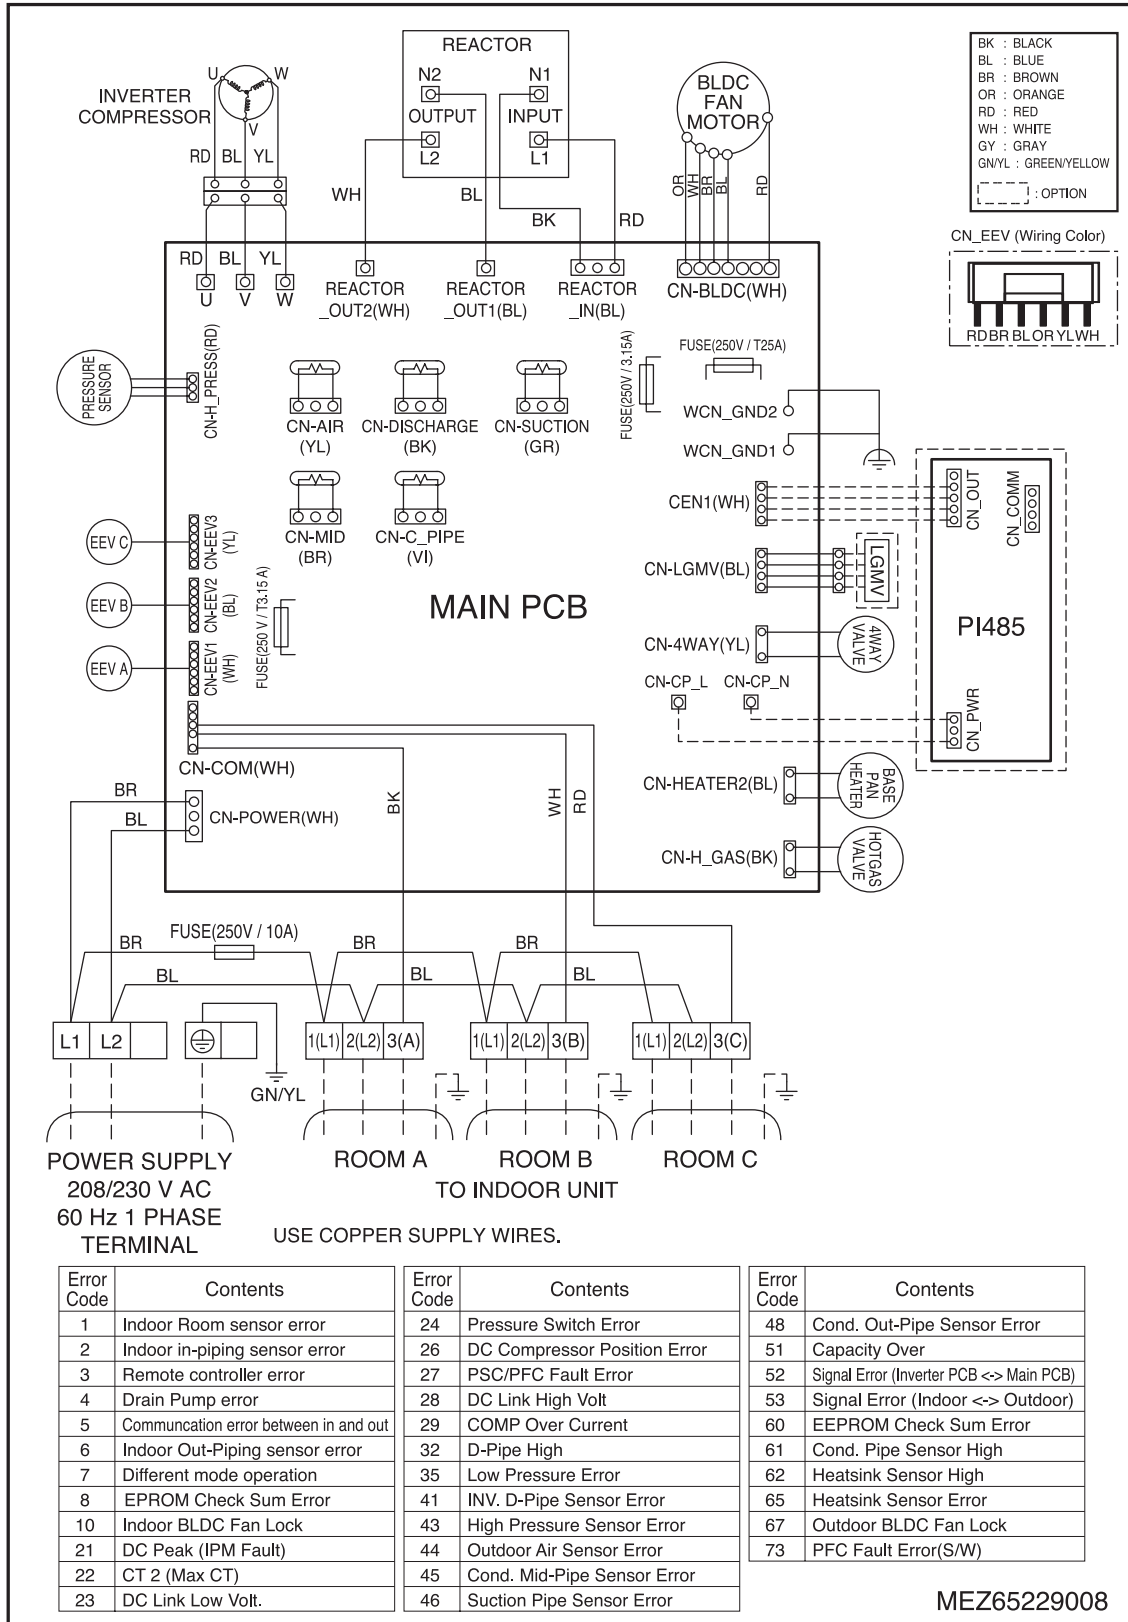 REACTOR
N2
N1
OUTPUT
INPUT
L2
L1
INVERTER
COMPRESSOR
U
W
V
RD
BL
YL
BLDC
FAN
MOTOR
OR
WH
BR
BL
RD
BK : BLACK
BL : BLUE
BR : BROWN
OR : ORANGE
RD : RED
WH : WHITE
GY : GRAY
GN/YL : GREEN/YELLOW
: OPTION
CN_EEV (Wiring Color)
RD BR BL OR YL WH
WH
BL
BK
RD
RD
BL
YL
U
V
W
REACTOR
_OUT2(WH)
REACTOR
_OUT1(BL)
REACTOR
_IN(BL)
CN-BLDC(WH)
PRESSURE
SENSOR
CN-H_PRESS(RD)
CN-AIR
(YL)
CN-DISCHARGE
(BK)
CN-SUCTION
(GR)
FUSE(250V / 3.15A)
FUSE(250V / T25A)
WCN_GND2
WCN_GND1
CN-MID
(BR)
CN-C_PIPE
(VI)
CEN1(WH)
CN_OUT
CN_COMM
EEV C
CN-EEV3
(YL)
EEV B
CN-EEV2
(BL)
EEV A
CN-EEV1
(WH)
FUSE(250 V / T3.15 A)
MAIN PCB
CN-LGMV(BL)
LGMV
PI485
CN-4WAY(YL)
4WAY
VALVE
CN-CP_L
CN-CP_N
CN_PWR
CN-COM(WH)
CN-HEATER2(BL)
BASE
PAN
HEATER
BR
BL
CN-POWER(WH)
BK
WH
RD
CN-H_GAS(BK)
HOTGAS
VALVE
FUSE(250V / 10A)
BR
BR
BR
BL
BL
BL
L1
L2
GN/YL
1(L1)
2(L2)
3(A)
1(L1)
2(L2)
3(B)
1(L1)
2(L2)
3(C)
POWER SUPPLY
208/230 V AC
60 Hz 1 PHASE
TERMINAL
ROOM A
ROOM B
ROOM C
TO INDOOR UNIT
USE COPPER SUPPLY WIRES.
Error Code Contents
1 Indoor Room sensor error
2 Indoor in-piping sensor error
3 Remote controller error
4 Drain Pump error
5 Communcation error between in and out
6 Indoor Out-Piping sensor error
7 Different mode operation
8 EPROM Check Sum Error
10 Indoor BLDC Fan Lock
21 DC Peak (IPM Fault)
22 CT 2 (Max CT)
23 DC Link Low Volt.
Error Code Contents
24 Pressure Switch Error
26 DC Compressor Position Error
27 PSC/PFC Fault Error
28 DC Link High Volt
29 COMP Over Current
32 D-Pipe High
35 Low Pressure Error
41 INV. D-Pipe Sensor Error
43 High Pressure Sensor Error
44 Outdoor Air Sensor Error
45 Cond. Mid-Pipe Sensor Error
46 Suction Pipe Sensor Error
Error Code Contents
48 Cond. Out-Pipe Sensor Error
51 Capacity Over
52 Signal Error (Inverter PCB <-> Main PCB)
53 Signal Error (Indoor <-> Outdoor)
60 EEPROM Check Sum Error
61 Cond. Pipe Sensor High
62 Heatsink Sensor High
65 Heatsink Sensor Error
67 Outdoor BLDC Fan Lock
73 PFC Fault Error(S/W)
MEZ65229008